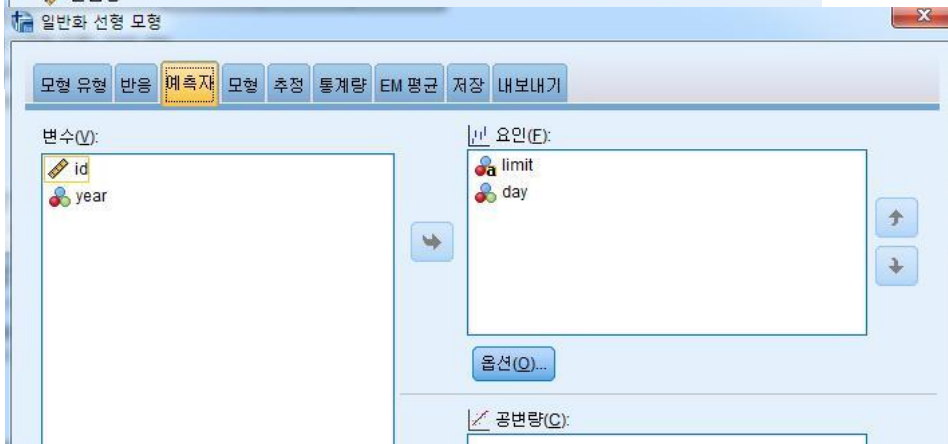 일반화 선형 모형
모형 유형 반응 예측자 모형 추정 통계량 EM 평균 저장 내보내기
변수(V):
id
year
요인(F):
limit
day
옵션(O)...
공변량(C):